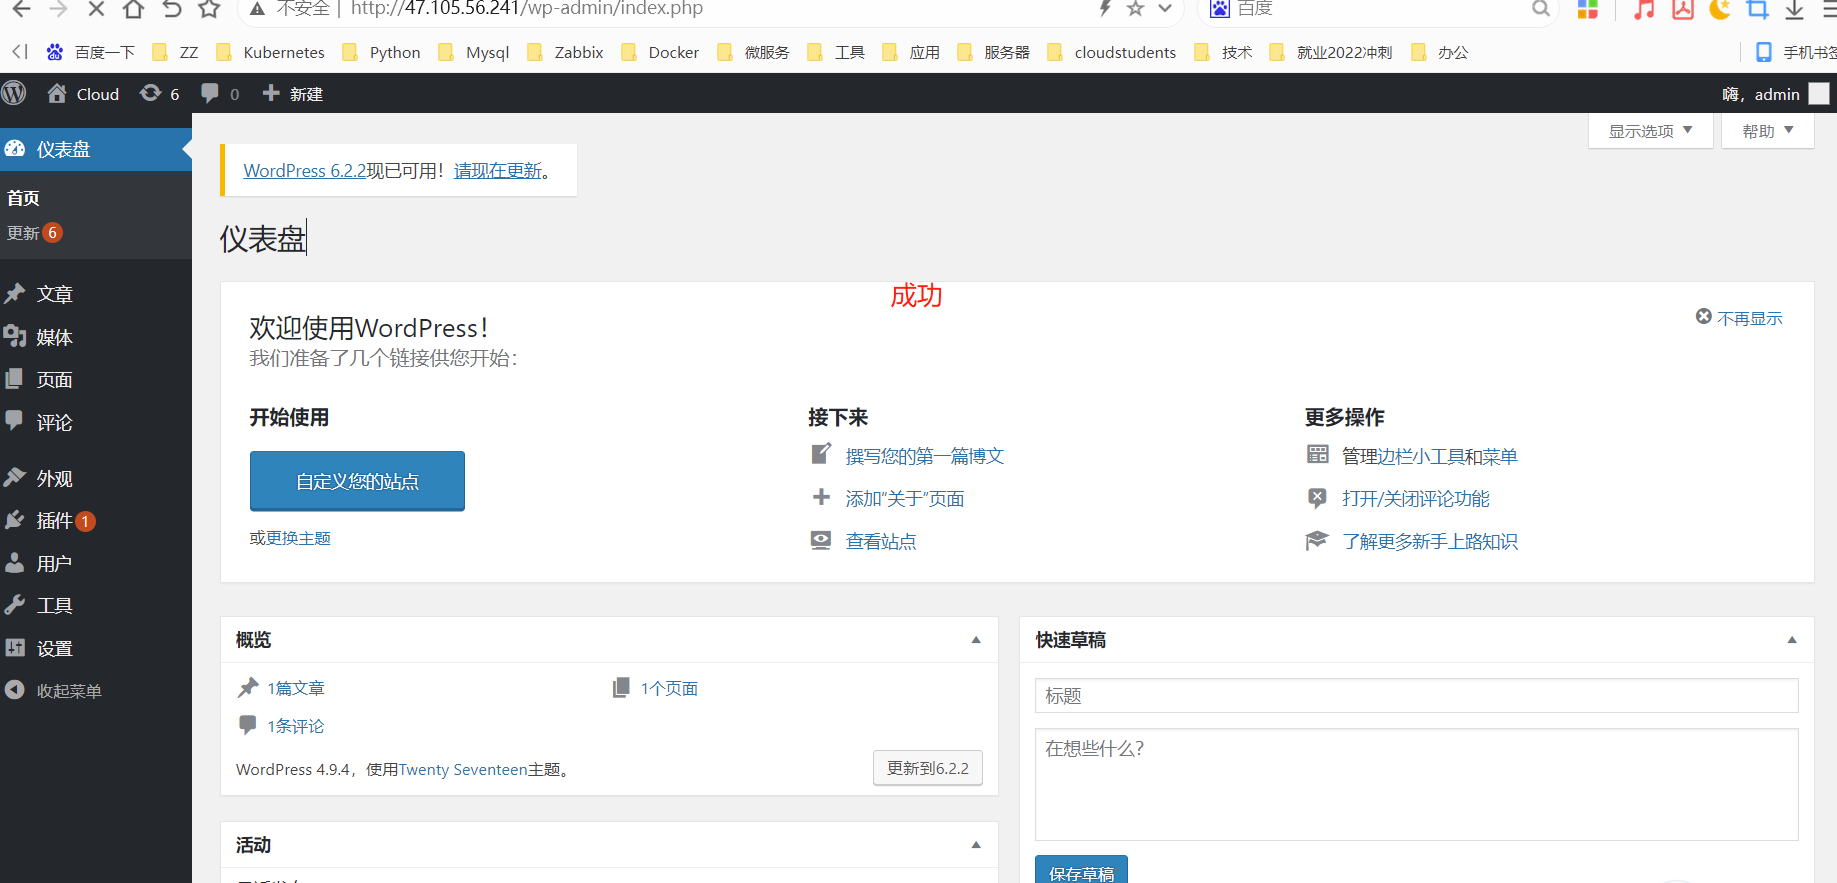 不安全 | http://47.105.56.241/wp-admin/index.php
百度
百度一下 ZZ Kubernetes Python Mysql Zabbix Docker 微服务 工具 应用 服务器 cloudstudents 技术 就业2022冲刺 办公 手机书签
Cloud 6 0 新建 嗨，admin
仪表盘
首页
更新 6
文章
媒体
页面
评论
外观
插件 1
用户
工具
设置
收起菜单
显示选项 帮助
WordPress 6.2.2现已可用！请现在更新。
仪表盘
成功
欢迎使用WordPress！
不再显示
我们准备了几个链接供您开始：
开始使用
自定义您的站点
或更换主题
接下来
撰写您的第一篇博文
添加“关于”页面
查看站点
更多操作
管理边栏小工具和菜单
打开/关闭评论功能
了解更多新手上路知识
概览
1篇文章 1个页面
1条评论
WordPress 4.9.4，使用Twenty Seventeen主题。 更新到6.2.2
活动
快速草稿
标题
在想些什么？
保存草稿